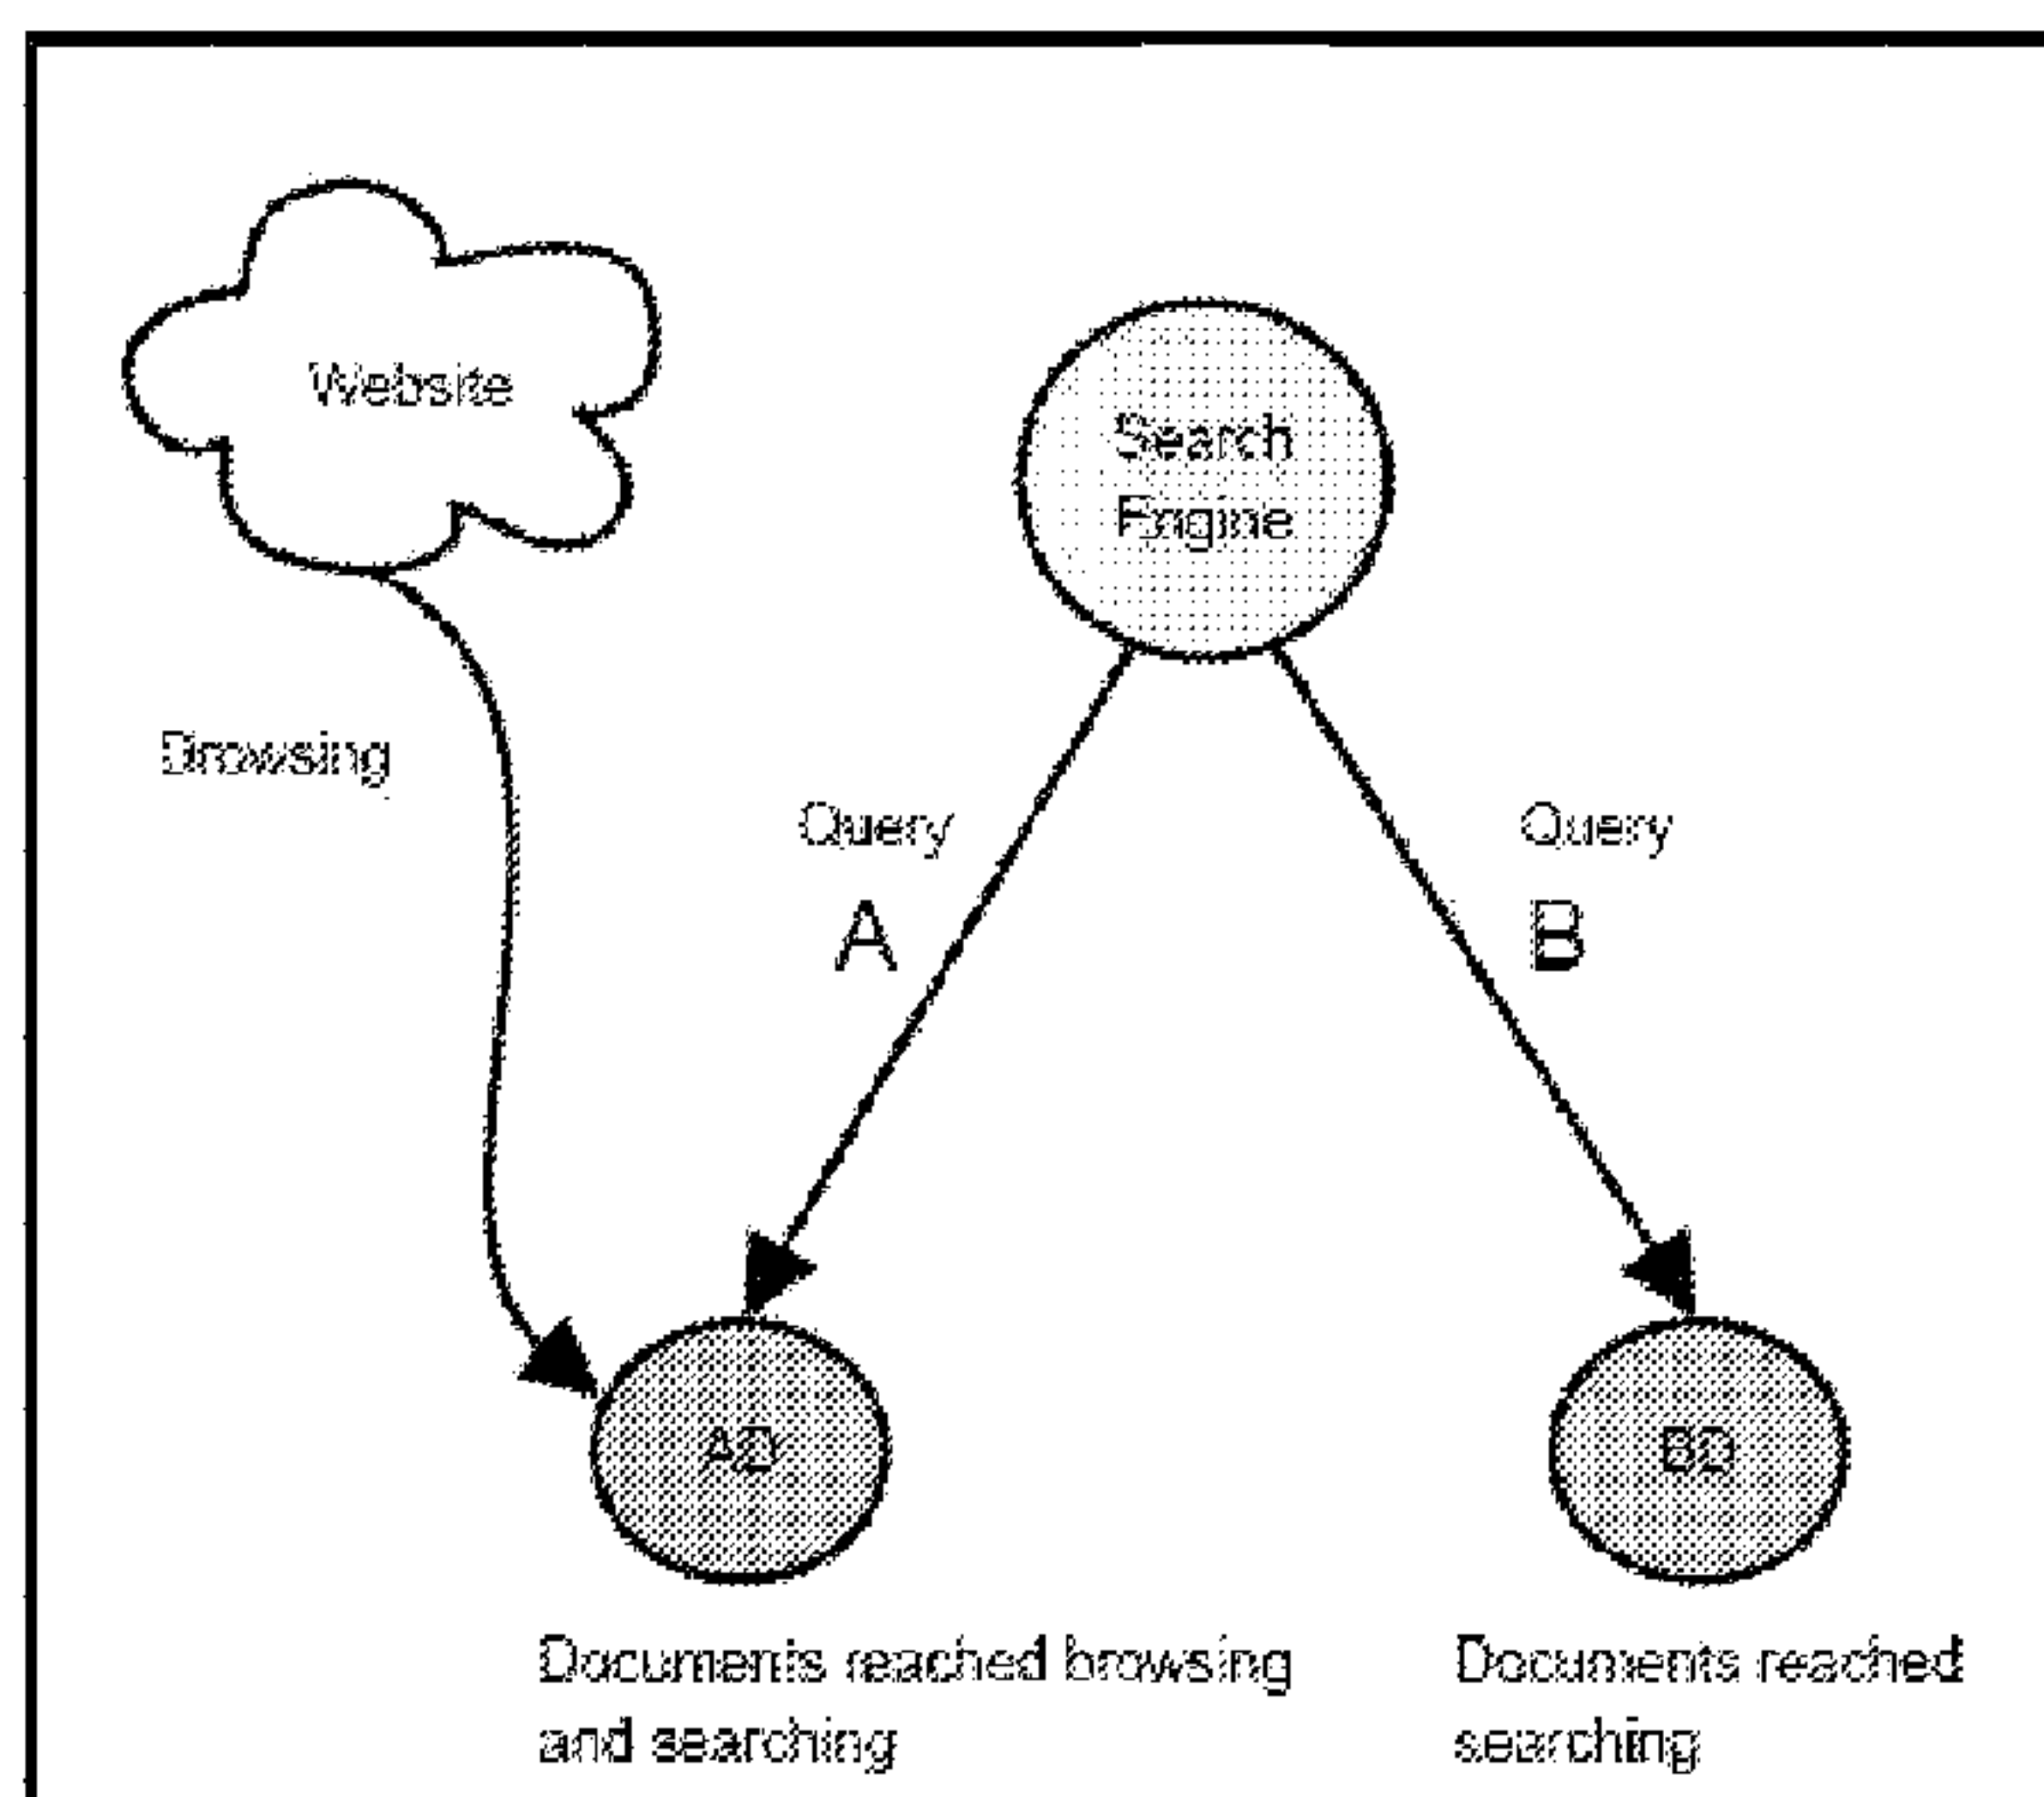 Website
Search
Engine
Browsing
Query
A
Query
B
AD
BD
Documents reached browsing
and searching
Documents reached
searching